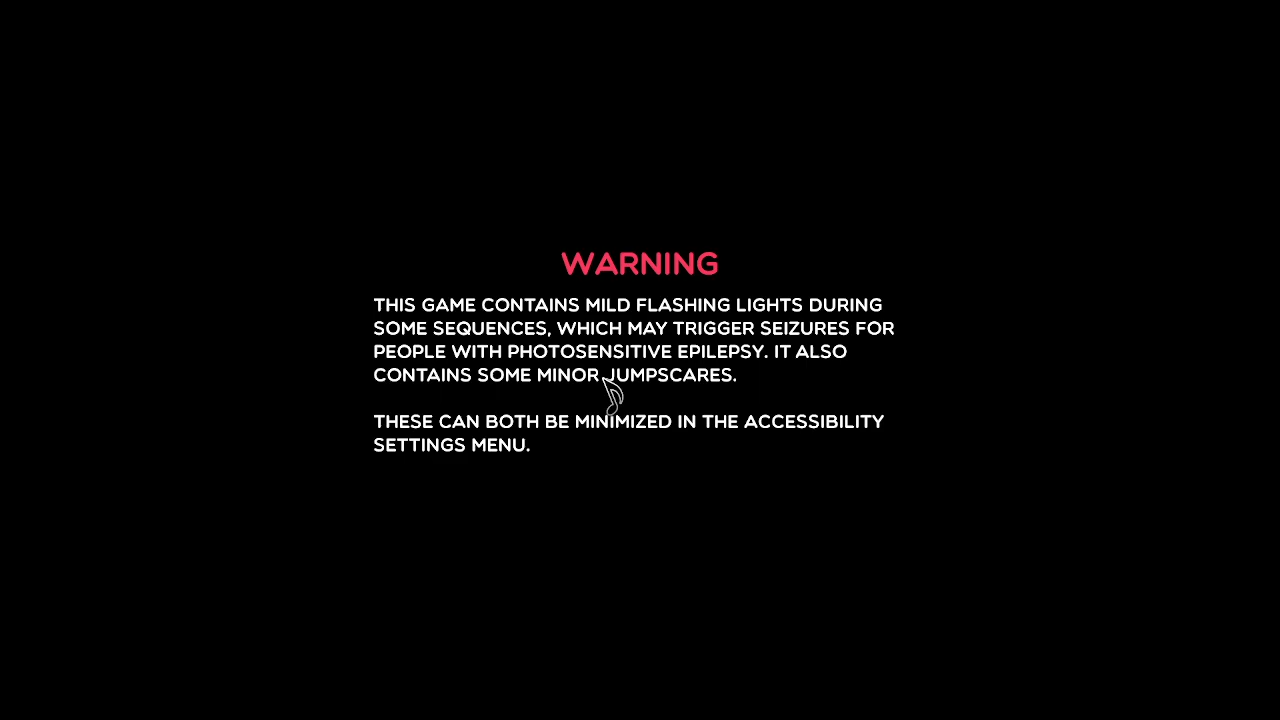 WARNING
THIS GAME CONTAINS MILD FLASHING LIGHTS DURING
SOME SEQUENCES, WHICH MAY TRIGGER SEIZURES FOR
PEOPLE WITH PHOTOSENSITIVE EPILEPSY. IT ALSO
CONTAINS SOME MINOR JUMPSCARES.
THESE CAN BOTH BE MINIMIZED IN THE ACCESSIBILITY
SETTINGS MENU.